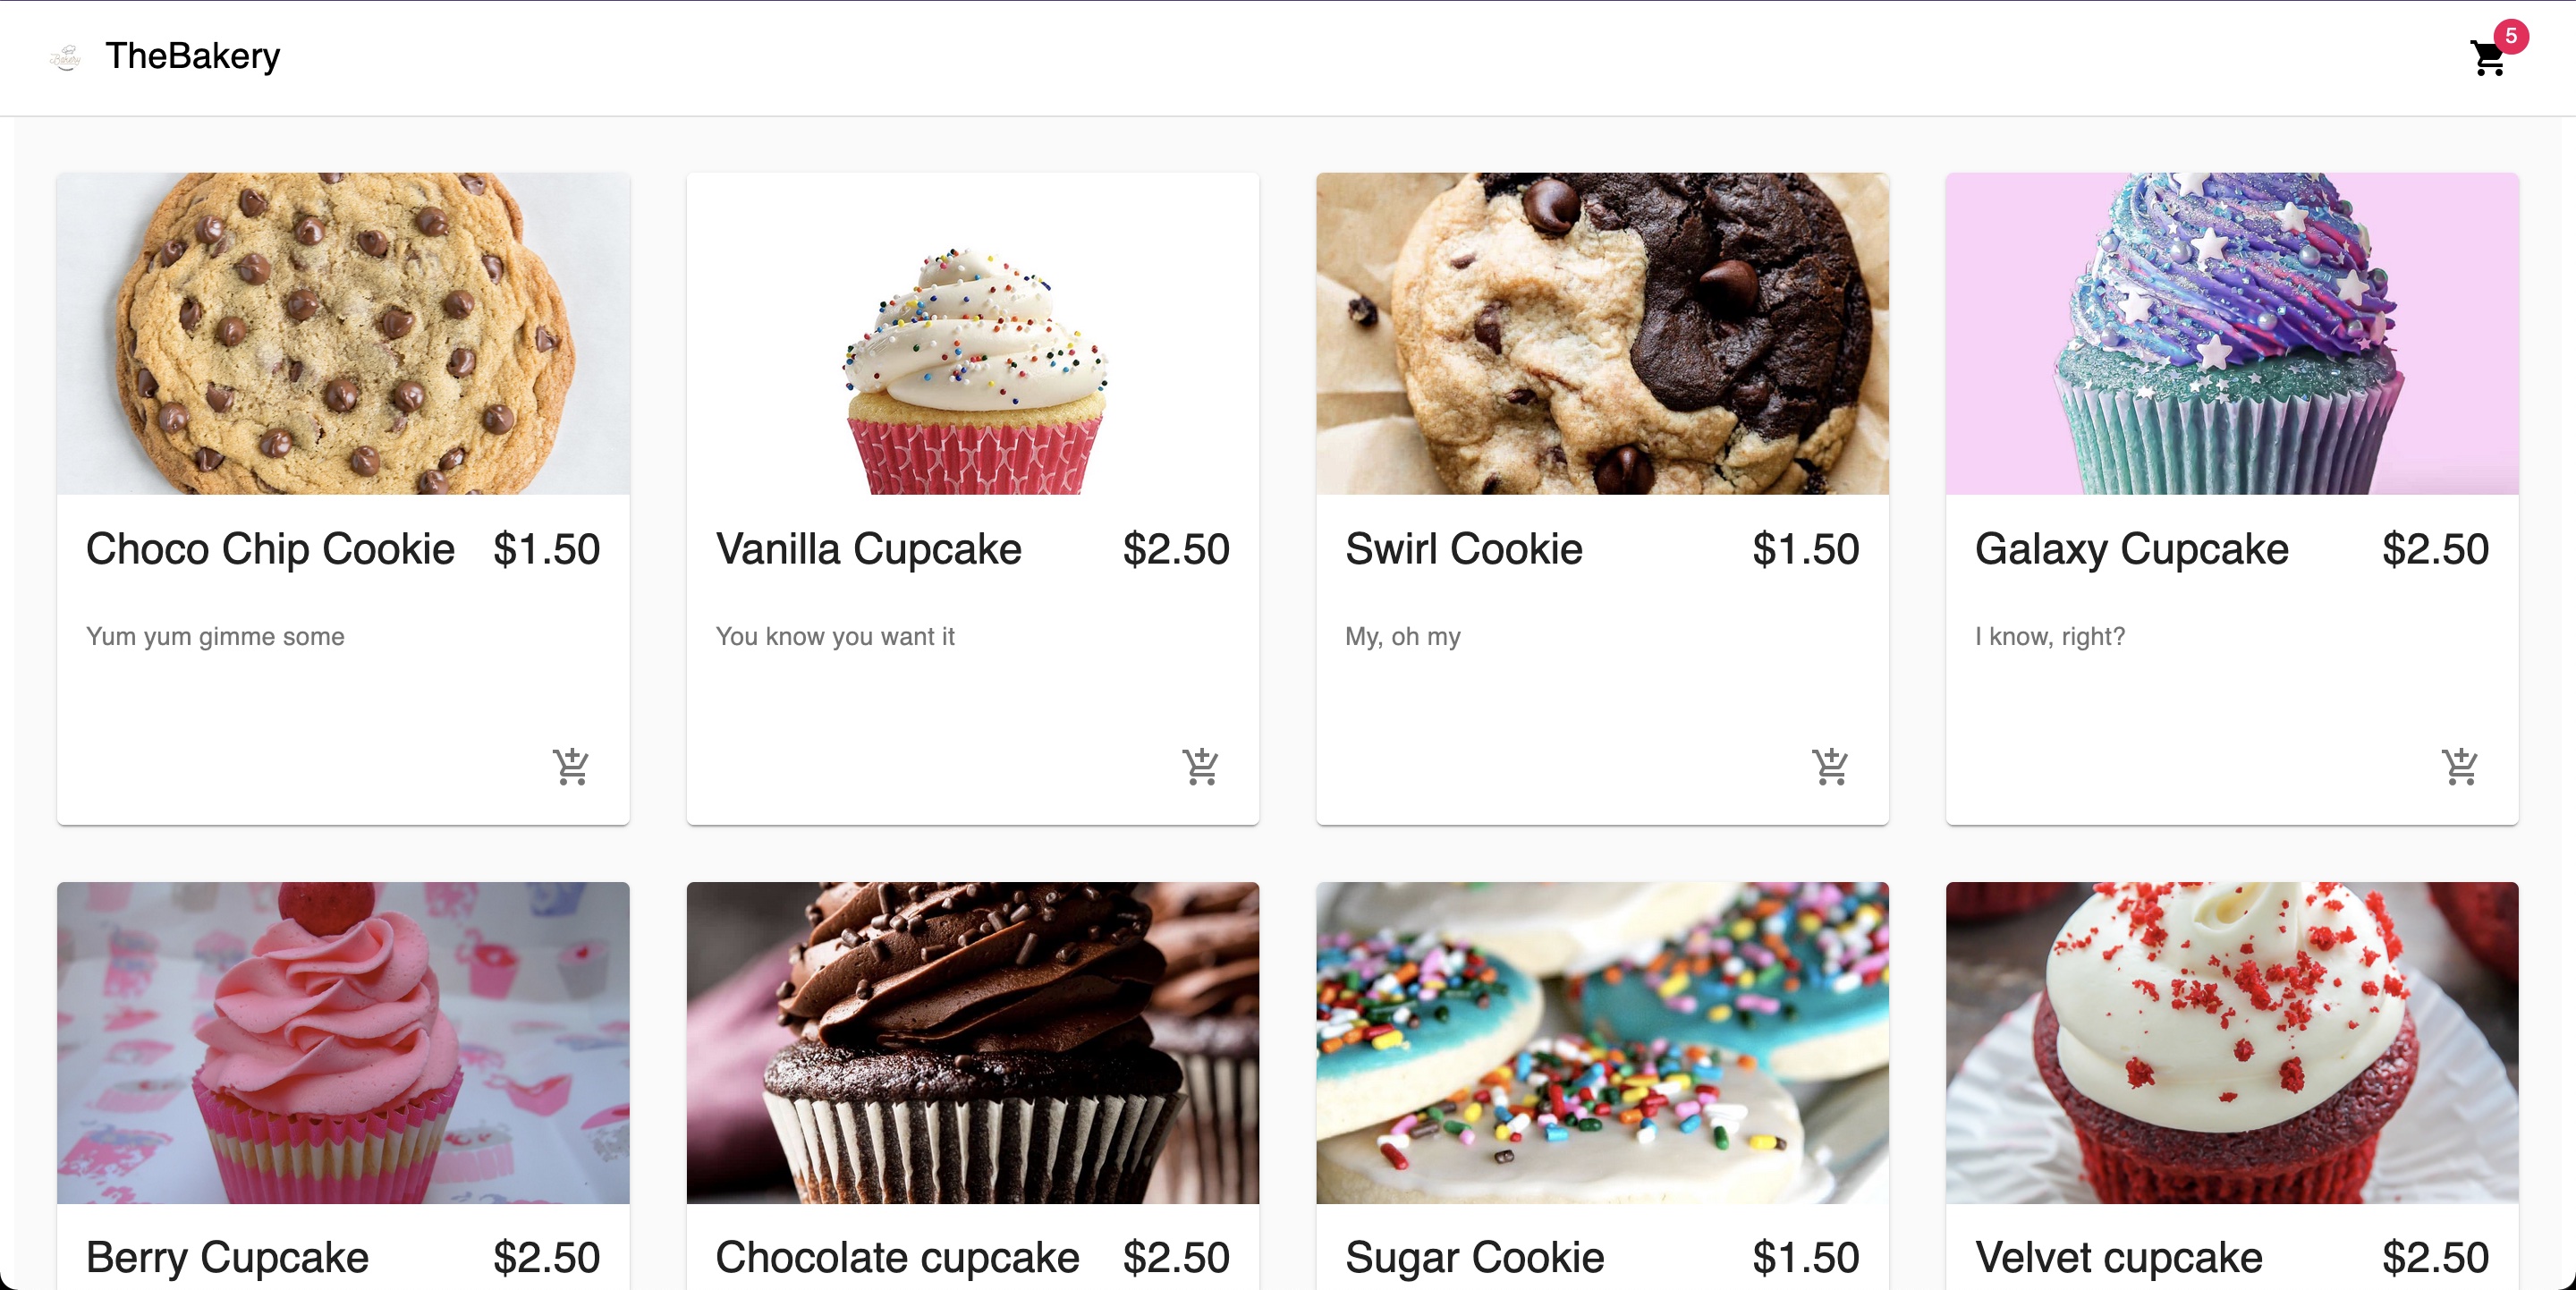 Bakery
TheBakery
5
Choco Chip Cookie $1.50
Yum yum gimme some
Vanilla Cupcake $2.50
You know you want it
Swirl Cookie $1.50
My, oh my
Galaxy Cupcake $2.50
I know, right?
Berry Cupcake $2.50
Chocolate cupcake $2.50
Sugar Cookie $1.50
Velvet cupcake $2.50